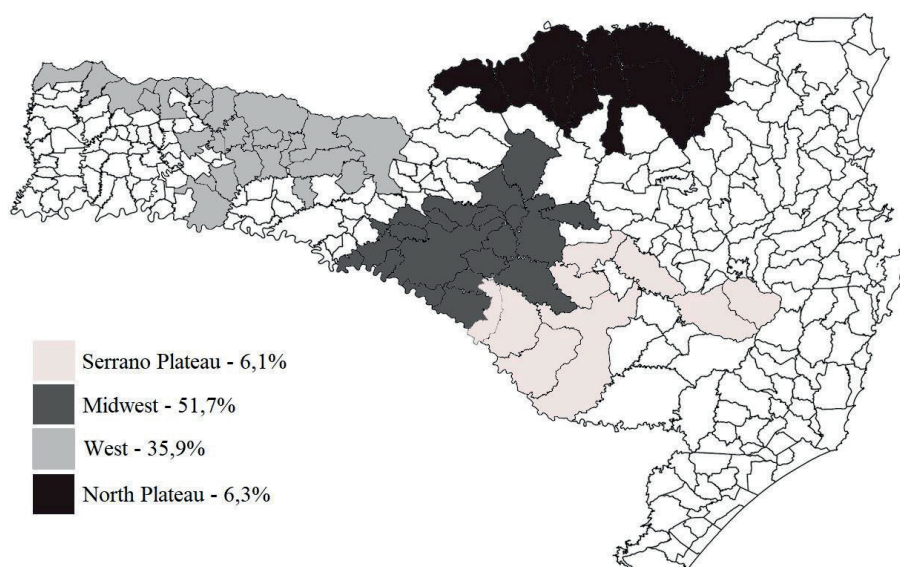 Serrano Plateau - 6,1%
Midwest - 51,7%
West - 35,9%
North Plateau - 6,3%